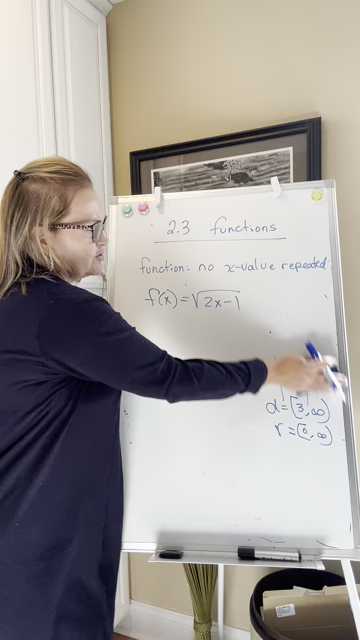 2.3 functions
function: no x-value repeated
f(x)=√2x-1
d=[3,∞)
r=[0,∞)